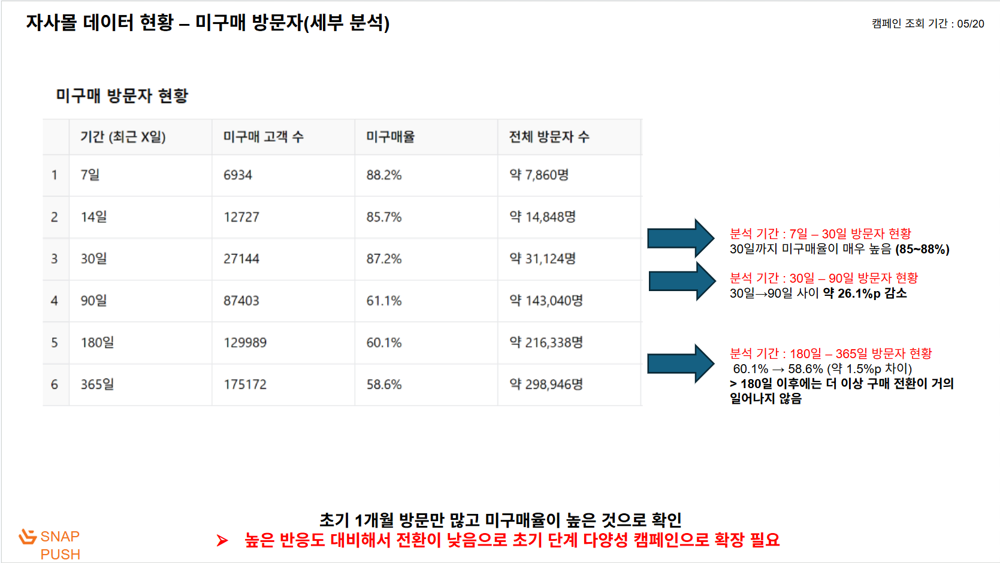 자사몰 데이터 현황 – 미구매 방문자(세부 분석)
캠페인 조회 기간 : 05/20
미구매 방문자 현황
기간 (최근 X일) 미구매 고객 수 미구매율 전체 방문자 수
1 7일 6934 88.2% 약 7,860명
2 14일 12727 85.7% 약 14,848명
3 30일 27144 87.2% 약 31,124명
4 90일 87403 61.1% 약 143,040명
5 180일 129989 60.1% 약 216,338명
6 365일 175172 58.6% 약 298,946명
분석 기간 : 7일 – 30일 방문자 현황
30일까지 미구매율이 매우 높음 (85~88%)
분석 기간 : 30일 – 90일 방문자 현황
30일→90일 사이 약 26.1%p 감소
분석 기간 : 180일 – 365일 방문자 현황
60.1% → 58.6% (약 1.5%p 차이)
> 180일 이후에는 더 이상 구매 전환이 거의
일어나지 않음
초기 1개월 방문만 많고 미구매율이 높은 것으로 확인
➢ 높은 반응도 대비해서 전환이 낮음으로 초기 단계 다양성 캠페인으로 확장 필요
SNAP
PUSH